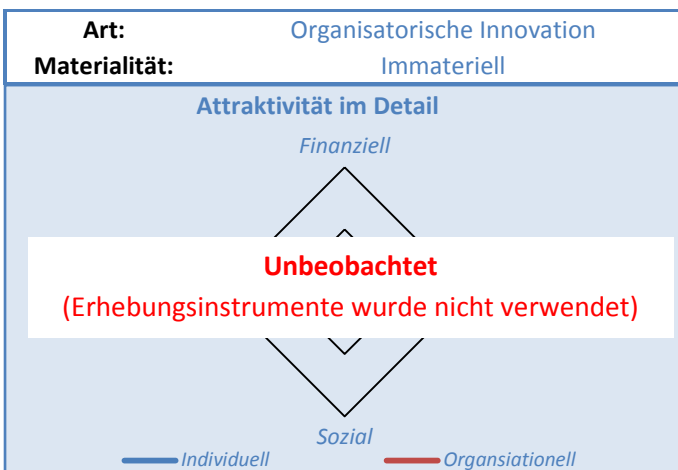 Art: Organisatorische Innovation
Materialität: Immateriell
Attraktivität im Detail
Finanziell
Unbeobachtet
(Erhebungsinstrumente wurde nicht verwendet)
Sozial
Individuell Organsiationell